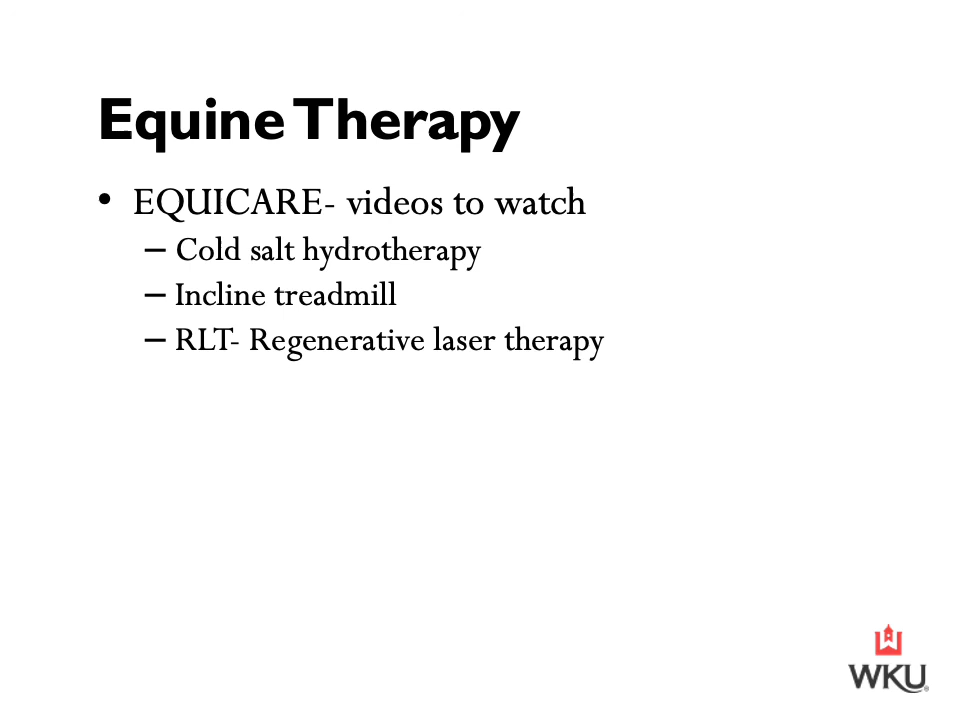 Equine Therapy
• EQUICARE- videos to watch
– Cold salt hydrotherapy
– Incline treadmill
– RLT- Regenerative laser therapy
WKU®